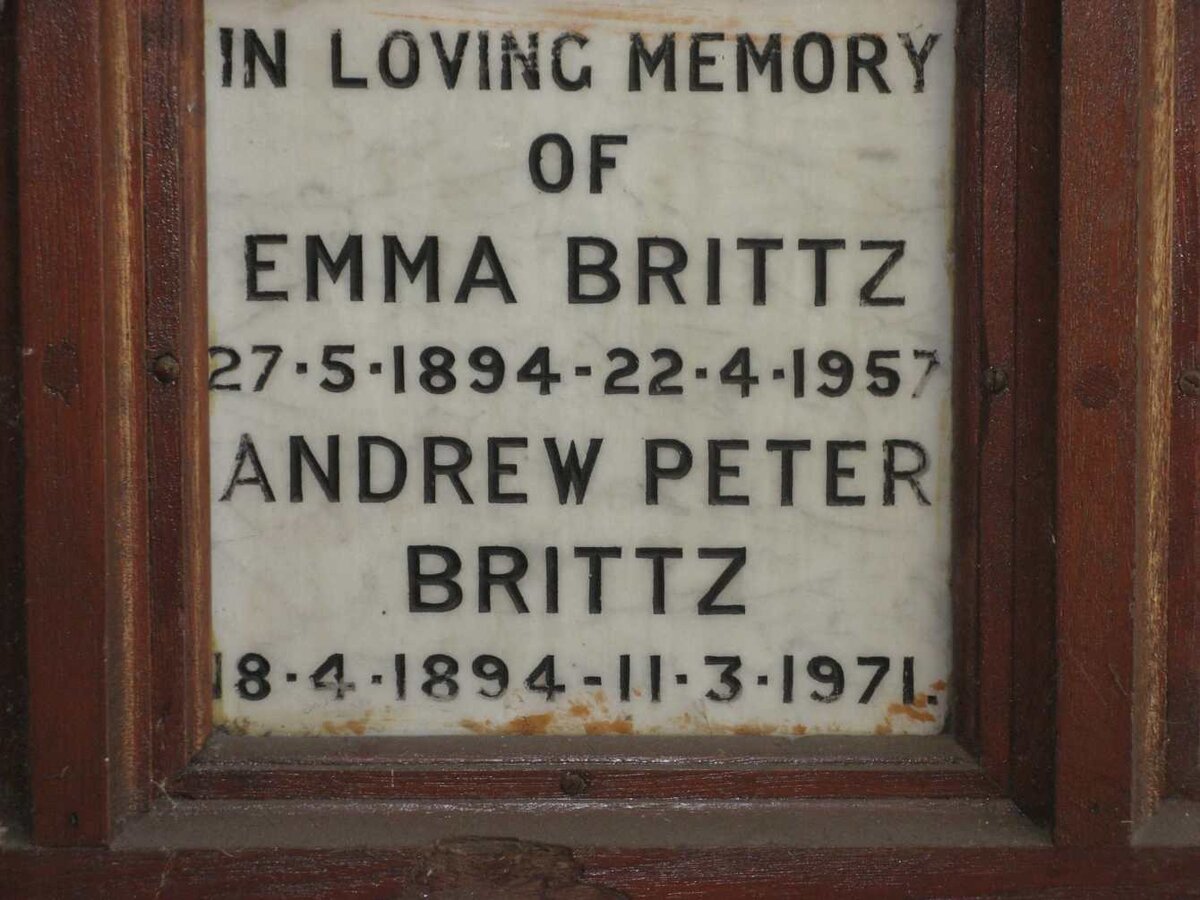 IN LOVING MEMORY
OF
EMMA BRITTZ
27·5·1894-22·4·1957
ANDREW PETER
BRITTZ
18·4·1894-11·3·1971.